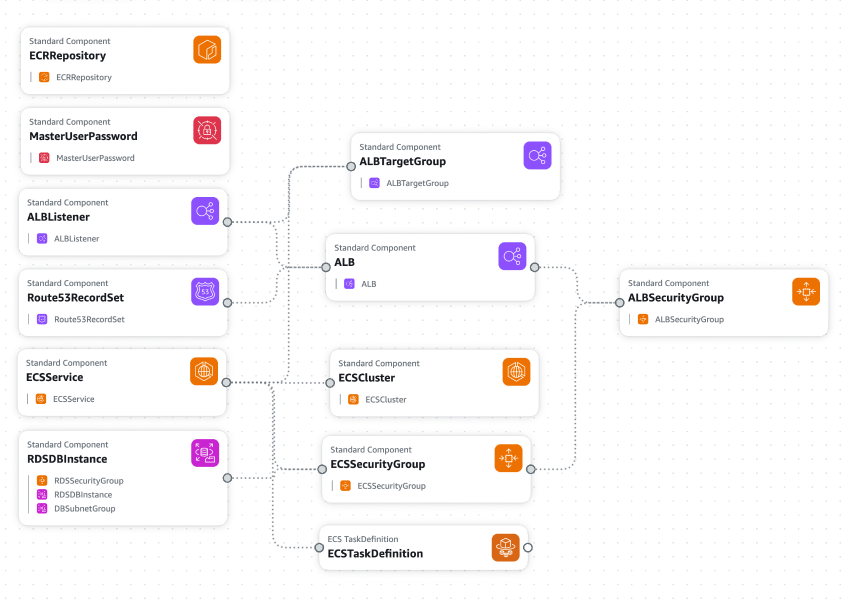 Standard Component
ECRRepository
ECRRepository
Standard Component
MasterUserPassword
MasterUserPassword
Standard Component
ALBListener
ALBListener
Standard Component
Route53RecordSet
53
Route53RecordSet
Standard Component
ECSService
ECSService
Standard Component
RDSDBInstance
RDSSecurityGroup
RDSDBInstance
DBSubnetGroup
Standard Component
ALBTargetGroup
ALBTargetGroup
Standard Component
ALB
ALB
Standard Component
ECSCluster
ECSCluster
Standard Component
ECSSecurityGroup
ECSSecurityGroup
ECS TaskDefinition
ECSTaskDefinition
Standard Component
ALBSecurityGroup
ALBSecurityGroup